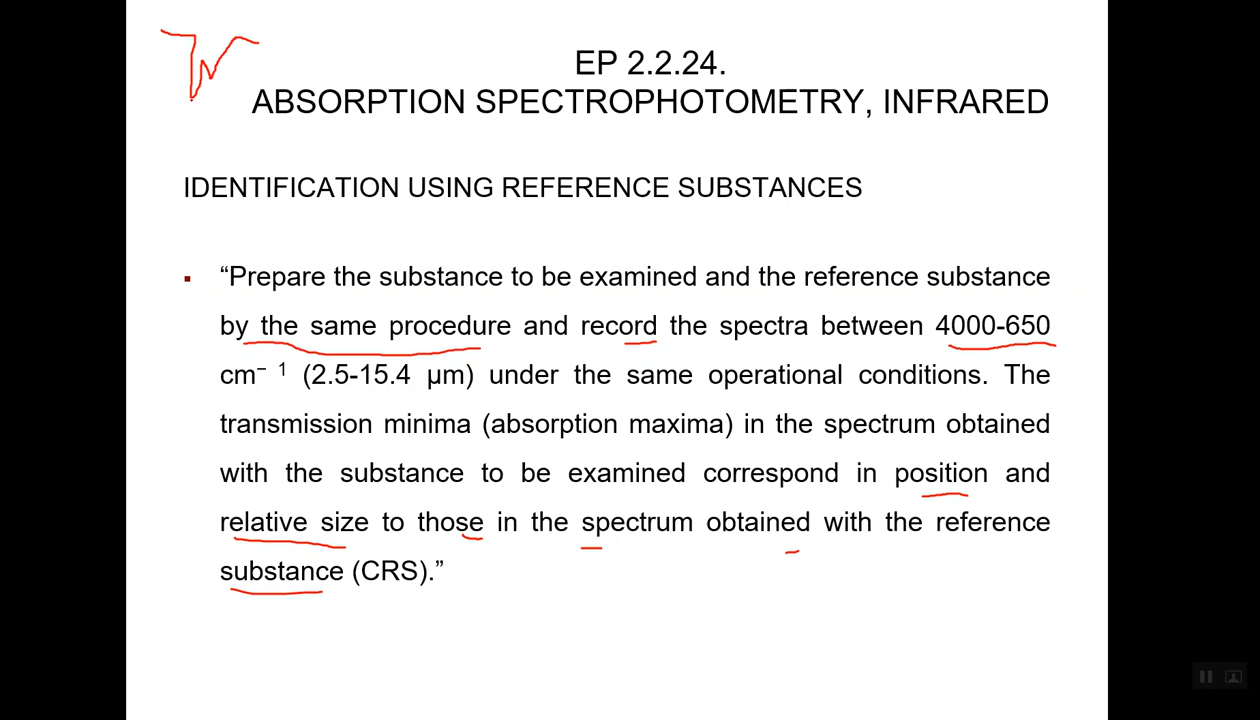 EP 2.2.24.
ABSORPTION SPECTROPHOTOMETRY, INFRARED
IDENTIFICATION USING REFERENCE SUBSTANCES
▪ “Prepare the substance to be examined and the reference substance
by the same procedure and record the spectra between 4000-650
cm⁻ ¹ (2.5-15.4 μm) under the same operational conditions. The
transmission minima (absorption maxima) in the spectrum obtained
with the substance to be examined correspond in position and
relative size to those in the spectrum obtained with the reference
substance (CRS).”